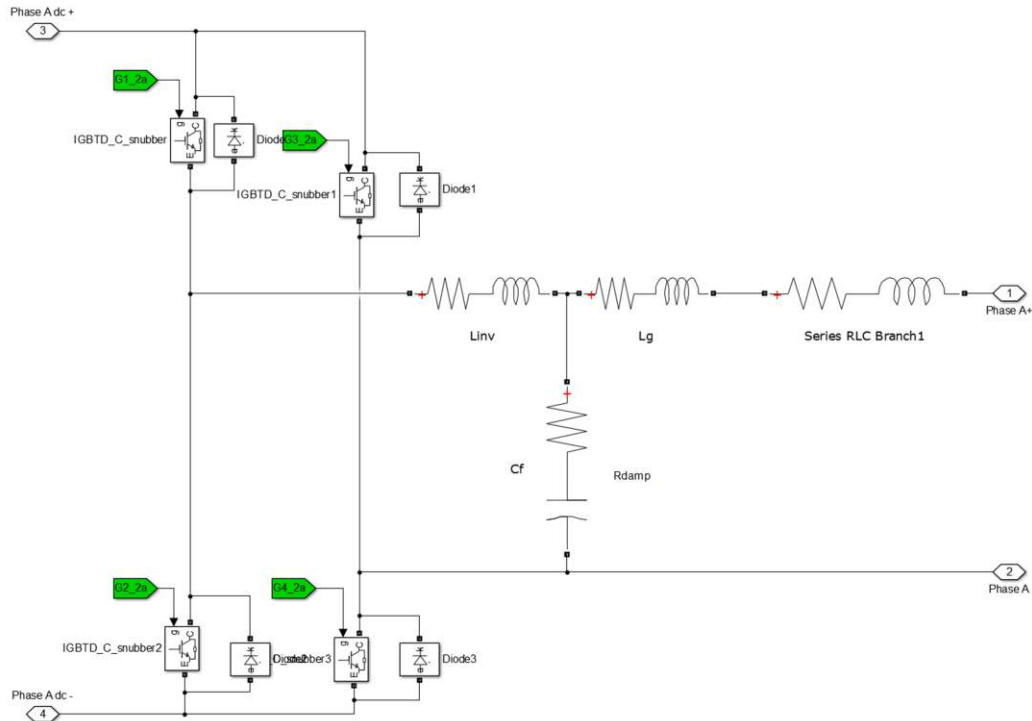 Phase A dc +
3
G1_2a
g
C
E
IGBTD_C_snubber
k
a
Diode
G3_2a
g
C
E
IGBTD_C_snubber1
k
a
Diode1
+
+
+
1
Phase A+
Linv
Lg
Series RLC Branch1
+
Cf
Rdamp
2
Phase A
G2_2a
G4_2a
g
C
E
IGBTD_C_snubber2
k
a
g
C
E
k
a
Diode3
Phase A dc -
4